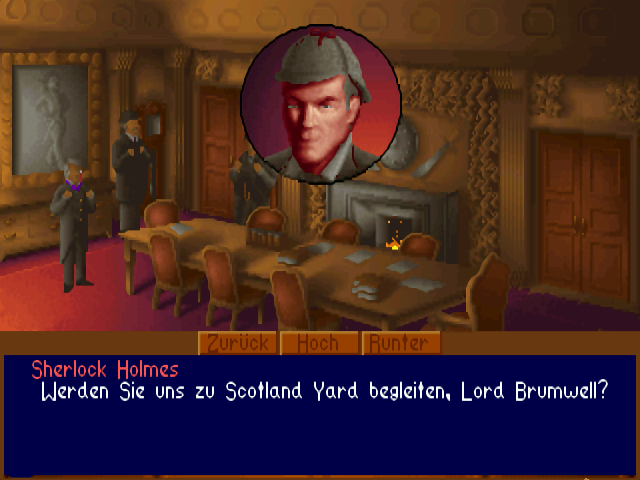 Zurück Hoch Runter
Sherlock Holmes
Werden Sie uns zu Scotland Yard begleiten, Lord Brumwell?